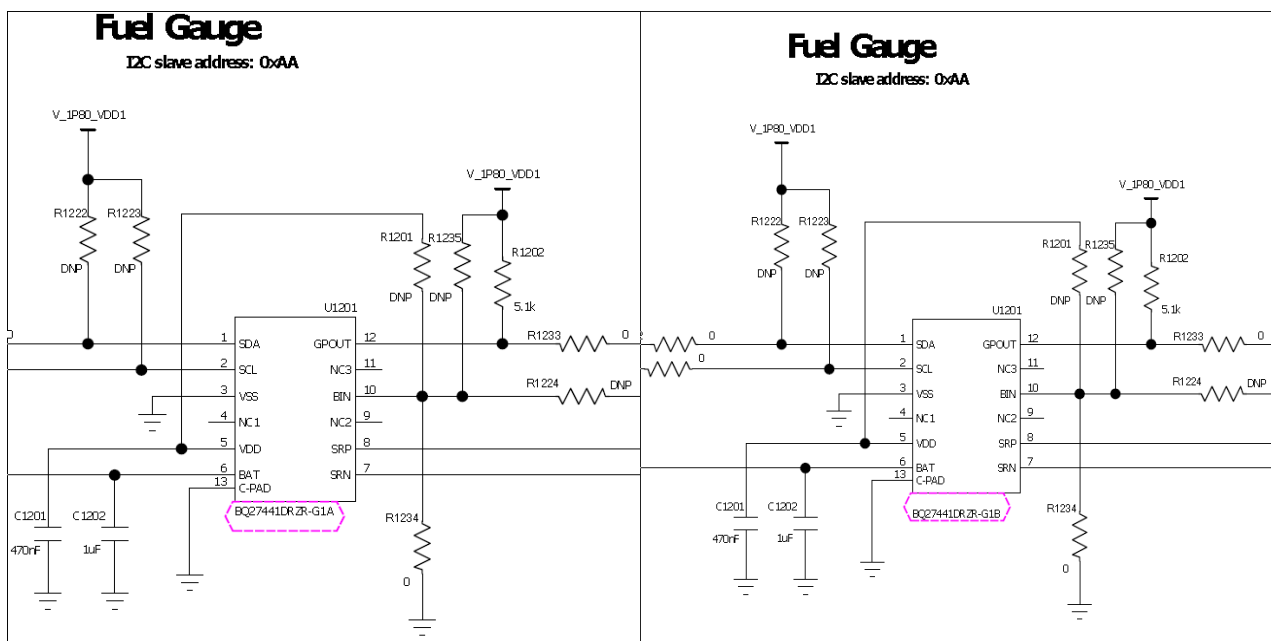 Fuel Gauge
I2C slave address: 0xAA
V_1P80_VDD1
V_1P80_VDD1
R1222
R1223
R1201
R1235
R1202
DNP
DNP
DNP
DNP
5.1k
U1201
1 SDA GPOUT 12
2 SCL NC3 11
3 VSS BIN 10
4 NC1 NC2 9
5 VDD SRP 8
6 BAT SRN 7
13 C-PAD
BQ27441DRZR-G1A
R1233 0
R1224 DNP
C1201
470nF
C1202
1uF
R1234
0
Fuel Gauge
I2C slave address: 0xAA
V_1P80_VDD1
V_1P80_VDD1
R1222
R1223
R1201
R1235
R1202
DNP
DNP
DNP
DNP
5.1k
0
0
U1201
1 SDA GPOUT 12
2 SCL NC3 11
3 VSS BIN 10
4 NC1 NC2 9
5 VDD SRP 8
6 BAT SRN 7
13 C-PAD
BQ27441DRZR-G1B
R1233 0
R1224 DNP
C1201
470nF
C1202
1uF
R1234
0